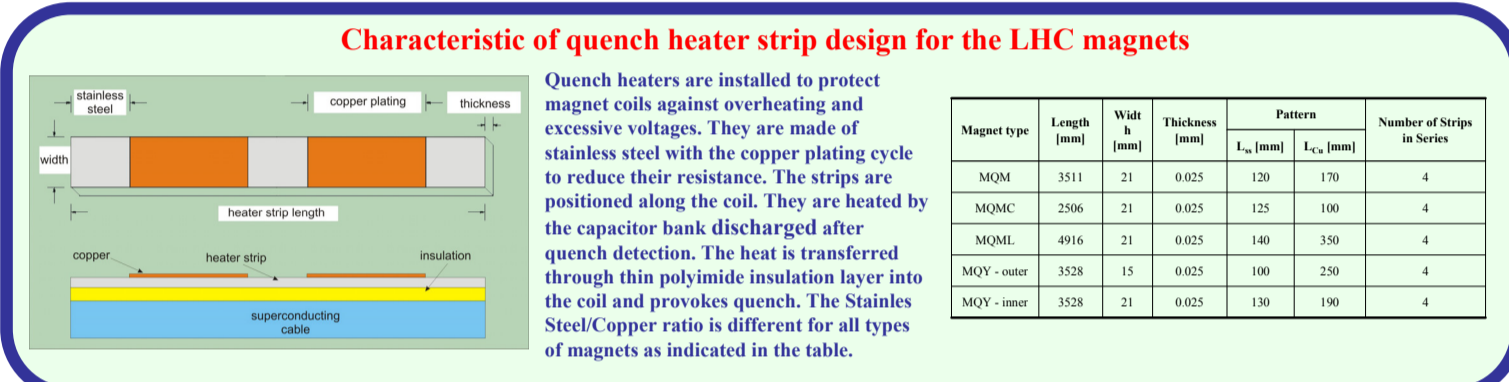 Characteristic of quench heater strip design for the LHC magnets
stainless
steel
copper plating
thickness
width
heater strip length
copper
heater strip
insulation
superconducting
cable
Quench heaters are installed to protect
magnet coils against overheating and
excessive voltages. They are made of
stainless steel with the copper plating cycle
to reduce their resistance. The strips are
positioned along the coil. They are heated by
the capacitor bank discharged after
quench detection. The heat is transferred
through thin polyimide insulation layer into
the coil and provokes quench. The Stainles
Steel/Copper ratio is different for all types
of magnets as indicated in the table.
Magnet type Length [mm] Widt h [mm] Thickness [mm] Pattern Number of Strips in Series
Lss [mm] LCu [mm]
MQM 3511 21 0.025 120 170 4
MQMC 2506 21 0.025 125 100 4
MQML 4916 21 0.025 140 350 4
MQY - outer 3528 15 0.025 100 250 4
MQY - inner 3528 21 0.025 130 190 4